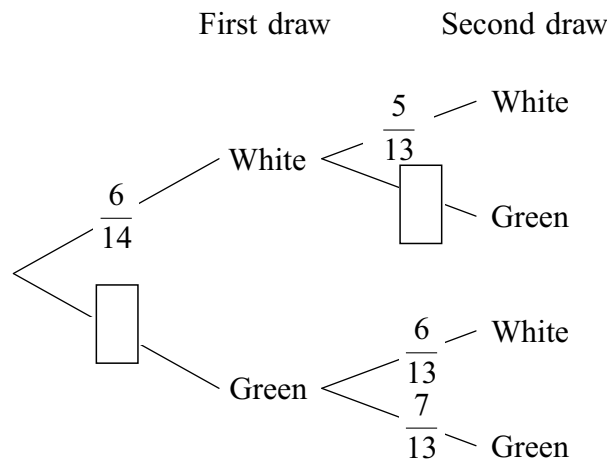 First draw Second draw
White
5/13
White
6/14
Green
White
6/13
Green
7/13
Green